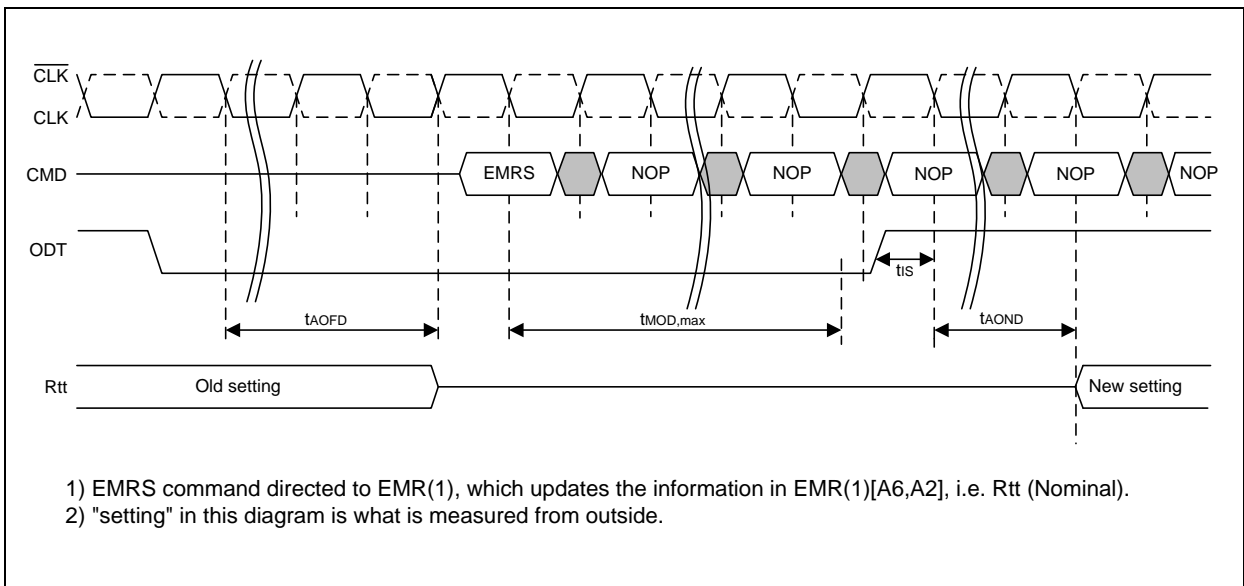 CLK
CLK
CMD EMRS NOP NOP NOP NOP NOP
ODT
tIS
tAOFD tMOD,max tAOND
Rtt Old setting New setting
1) EMRS command directed to EMR(1), which updates the information in EMR(1)[A6,A2], i.e. Rtt (Nominal).
2) "setting" in this diagram is what is measured from outside.